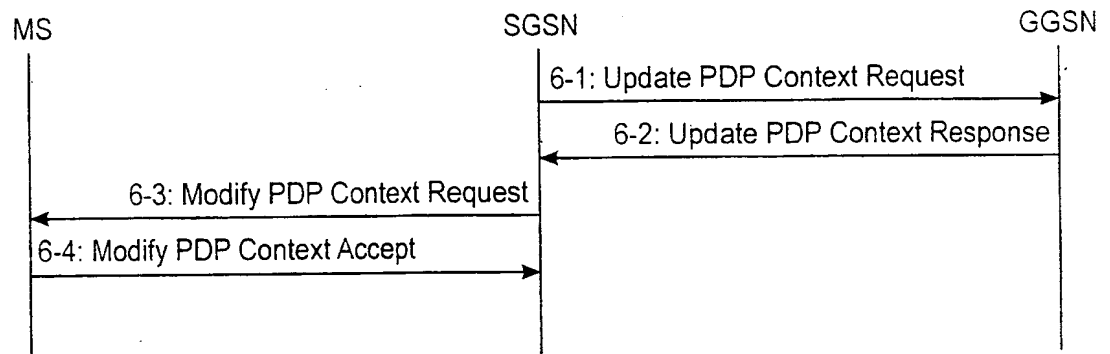 MS SGSN GGSN
6-1: Update PDP Context Request
6-2: Update PDP Context Response
6-3: Modify PDP Context Request
6-4: Modify PDP Context Accept